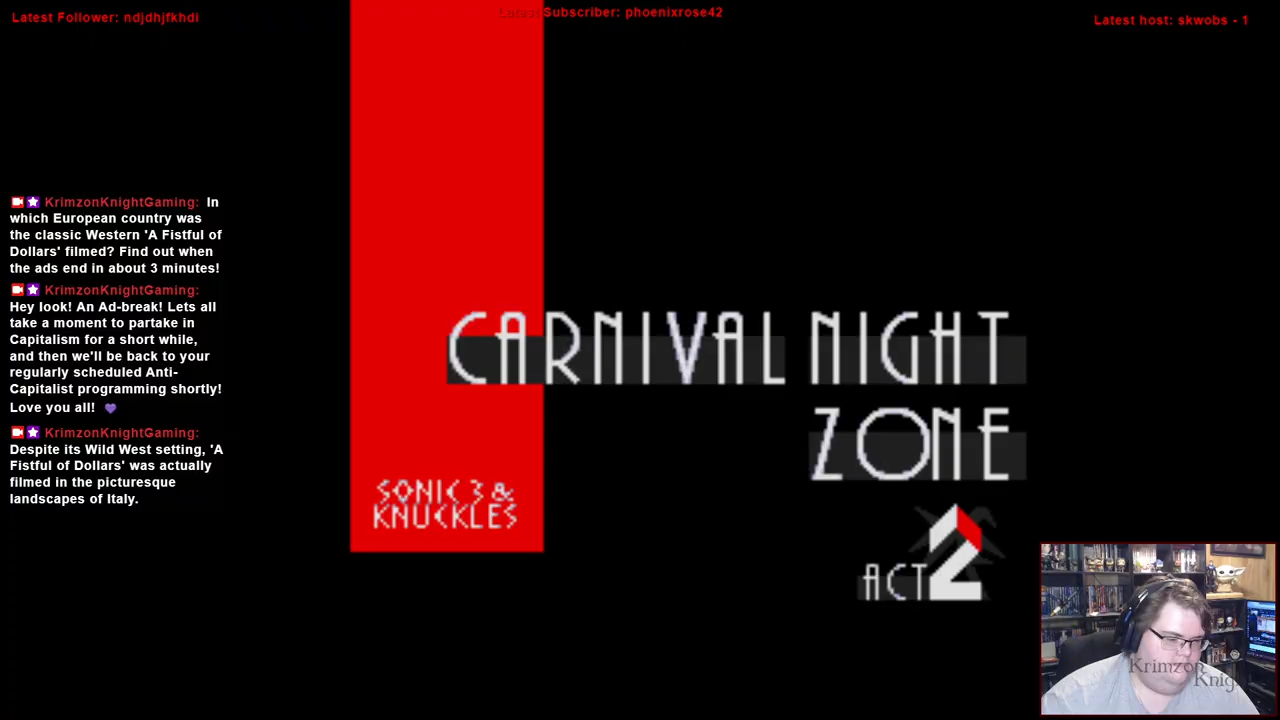 Latest Follower: ndjdhjfkhdi
Latest Subscriber: phoenixrose42
Latest host: skwobs - 1
KrimzonKnightGaming: In
which European country was
the classic Western 'A Fistful of
Dollars' filmed? Find out when
the ads end in about 3 minutes!
KrimzonKnightGaming:
Hey look! An Ad-break! Lets all
take a moment to partake in
Capitalism for a short while,
and then we'll be back to your
regularly scheduled Anti-
Capitalist programming shortly!
Love you all!
KrimzonKnightGaming:
Despite its Wild West setting, 'A
Fistful of Dollars' was actually
filmed in the picturesque
landscapes of Italy.
CARNIVAL NIGHT
ZONE
SONIC 3 &
KNUCKLES
ACT 2
Krimzon